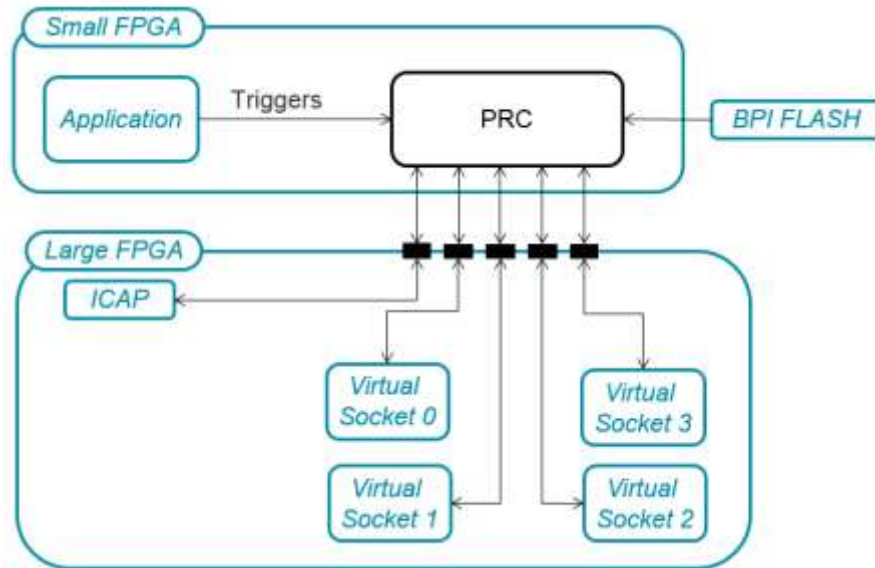 Small FPGA
Application
Triggers
PRC
BPI FLASH
Large FPGA
ICAP
Virtual
Socket 0
Virtual
Socket 3
Virtual
Socket 1
Virtual
Socket 2